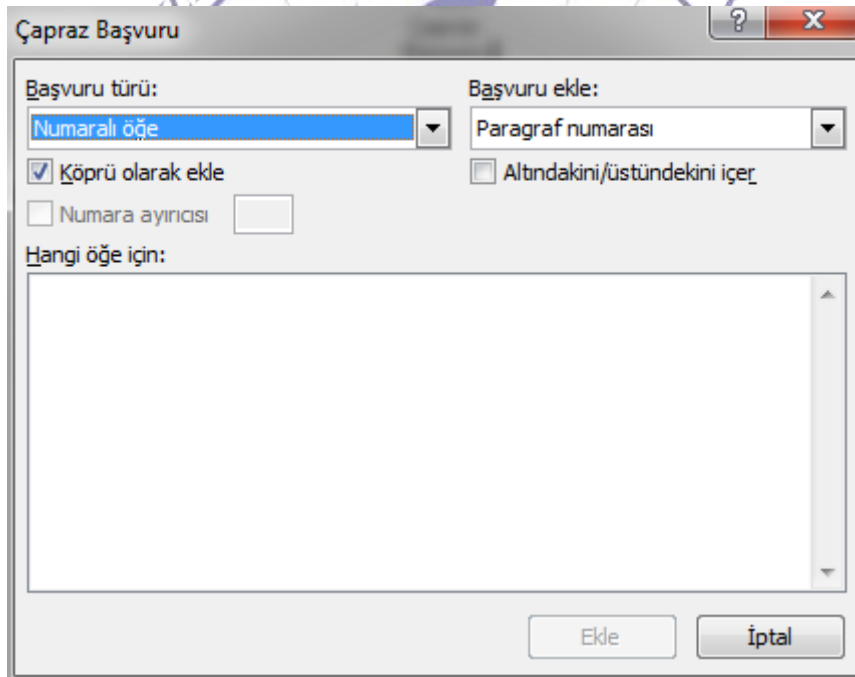 Çapraz Başvuru
Başvuru türü:
Başvuru ekle:
Numaralı öğe
Paragraf numarası
Köprü olarak ekle
Altındakini/üstündekini içer
Numara ayırıcısı
Hangi öğe için:
Ekle
İptal